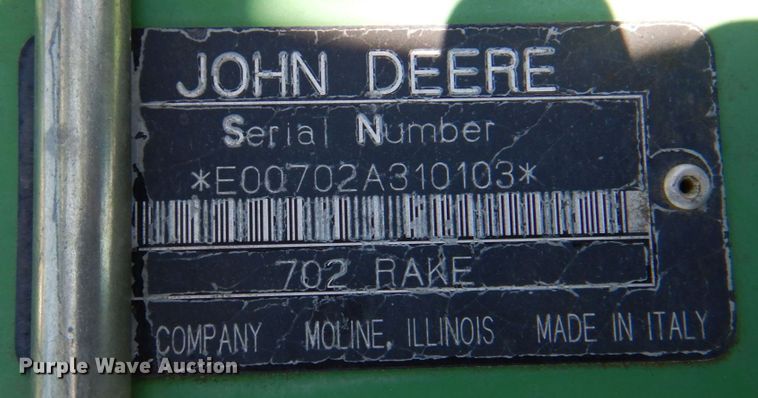 JOHN DEERE
Serial Number
*E00702A310103*
702 RAKE
COMPANY MOLINE, ILLINOIS MADE IN ITALY
Purple Wave Auction